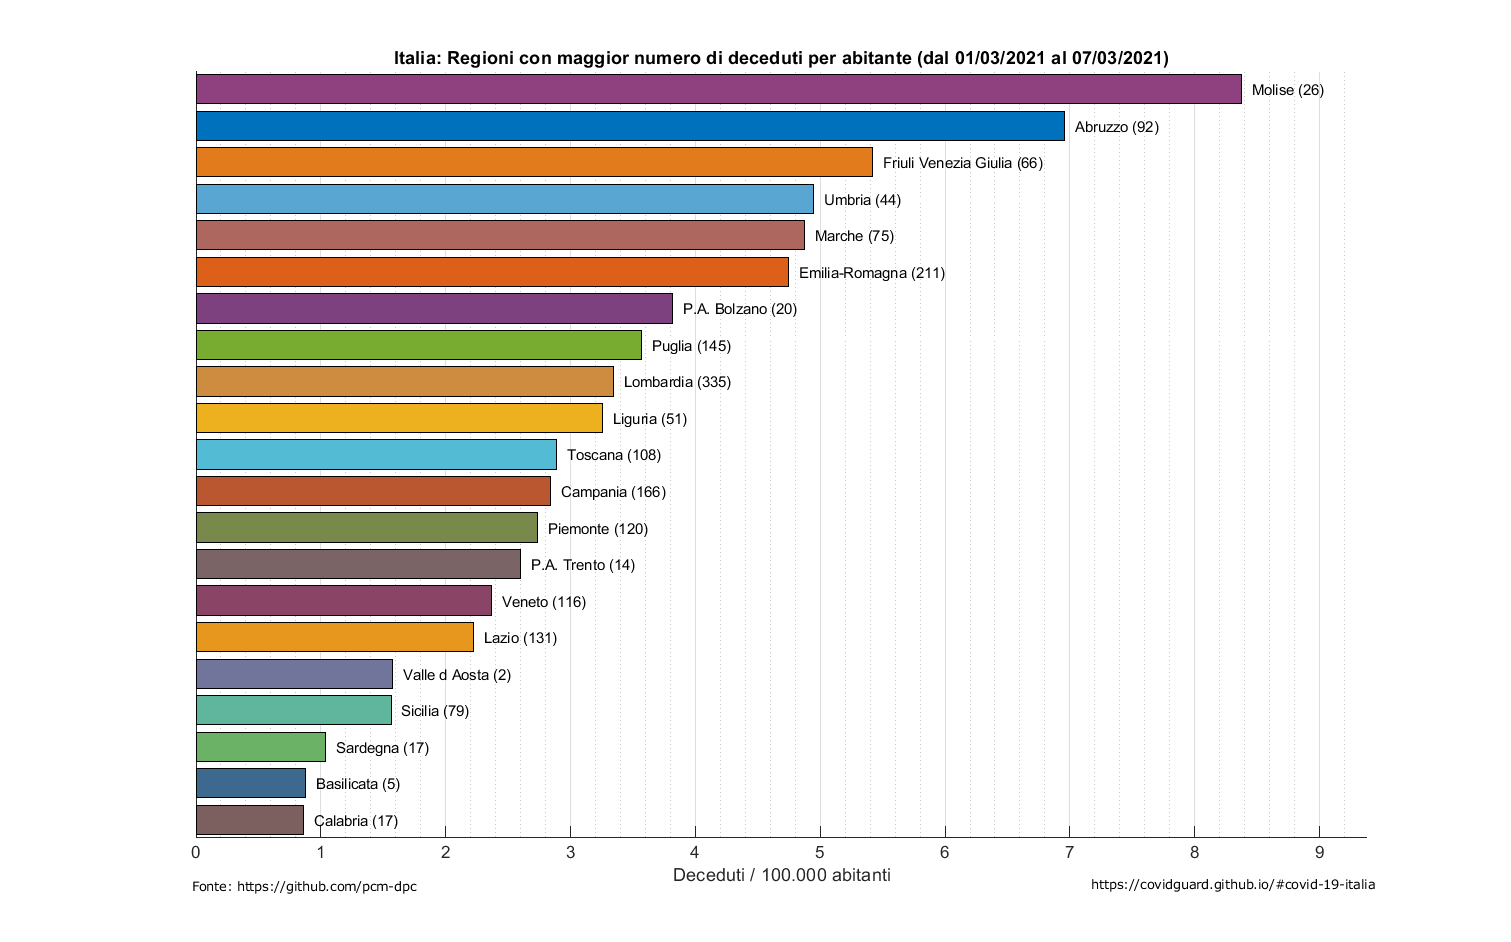 Italia: Regioni con maggior numero di deceduti per abitante (dal 01/03/2021 al 07/03/2021)
Molise (26)
Abruzzo (92)
Friuli Venezia Giulia (66)
Umbria (44)
Marche (75)
Emilia-Romagna (211)
P.A. Bolzano (20)
Puglia (145)
Lombardia (335)
Liguria (51)
Toscana (108)
Campania (166)
Piemonte (120)
P.A. Trento (14)
Veneto (116)
Lazio (131)
Valle d Aosta (2)
Sicilia (79)
Sardegna (17)
Basilicata (5)
Calabria (17)
0 1 2 3 4 5 6 7 8 9
Deceduti / 100.000 abitanti
Fonte: https://github.com/pcm-dpc
https://covidguard.github.io/#covid-19-italia